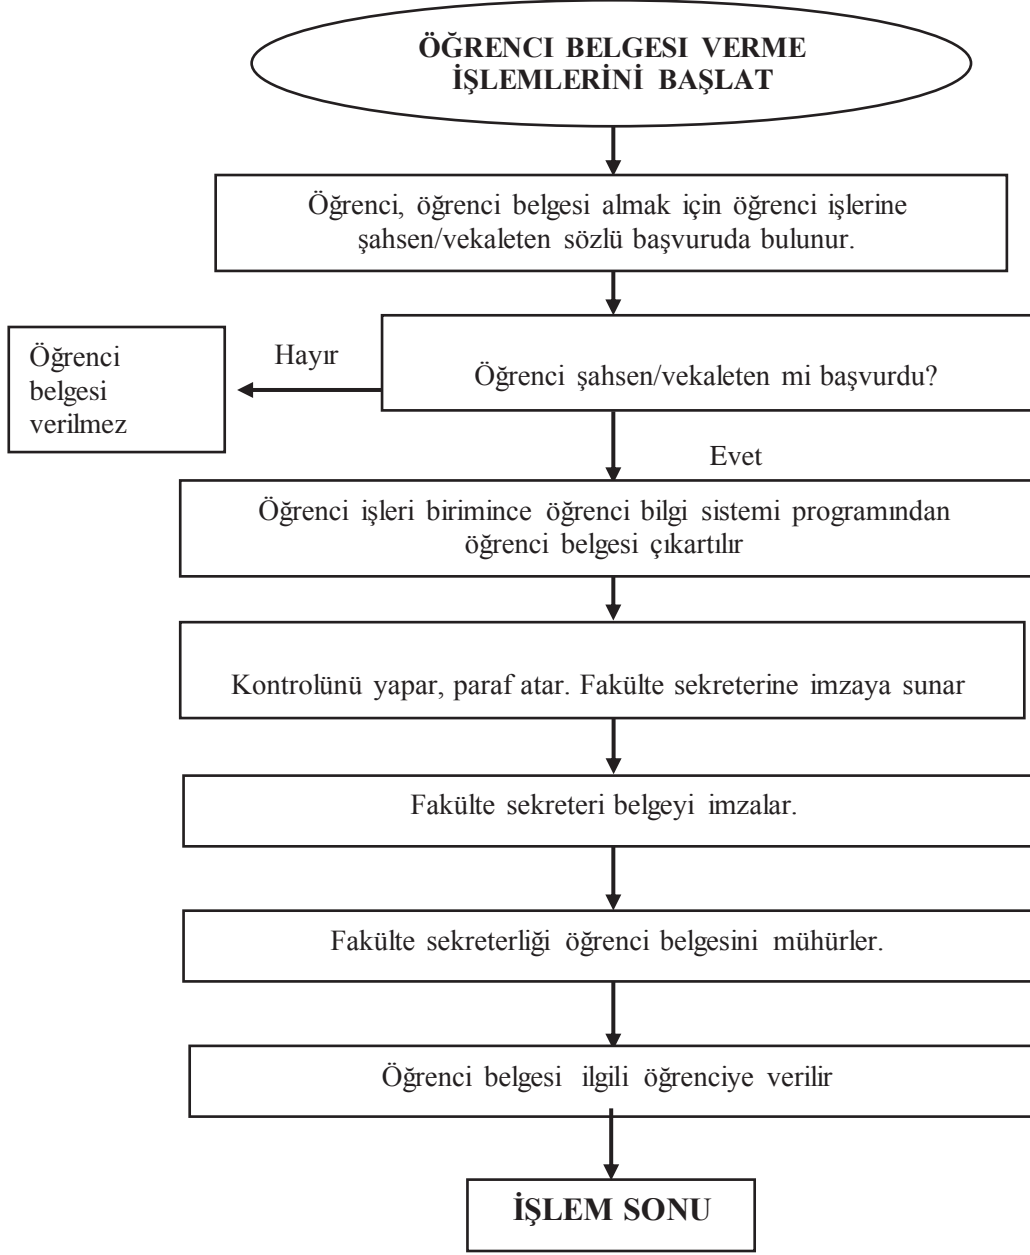 ÖĞRENCI BELGESI VERME
İŞLEMLERİNİ BAŞLAT
Öğrenci, öğrenci belgesi almak için öğrenci işlerine
şahsen/vekaleten sözlü başvuruda bulunur.
Öğrenci
belgesi
verilmez
Hayır
Öğrenci şahsen/vekaleten mi başvurdu?
Evet
Öğrenci işleri birimince öğrenci bilgi sistemi programından
öğrenci belgesi çıkartılır
Kontrolünü yapar, paraf atar. Fakülte sekreterine imzaya sunar
Fakülte sekreteri belgeyi imzalar.
Fakülte sekreterliği öğrenci belgesini mühürler.
Öğrenci belgesi ilgili öğrenciye verilir
İŞLEM SONU